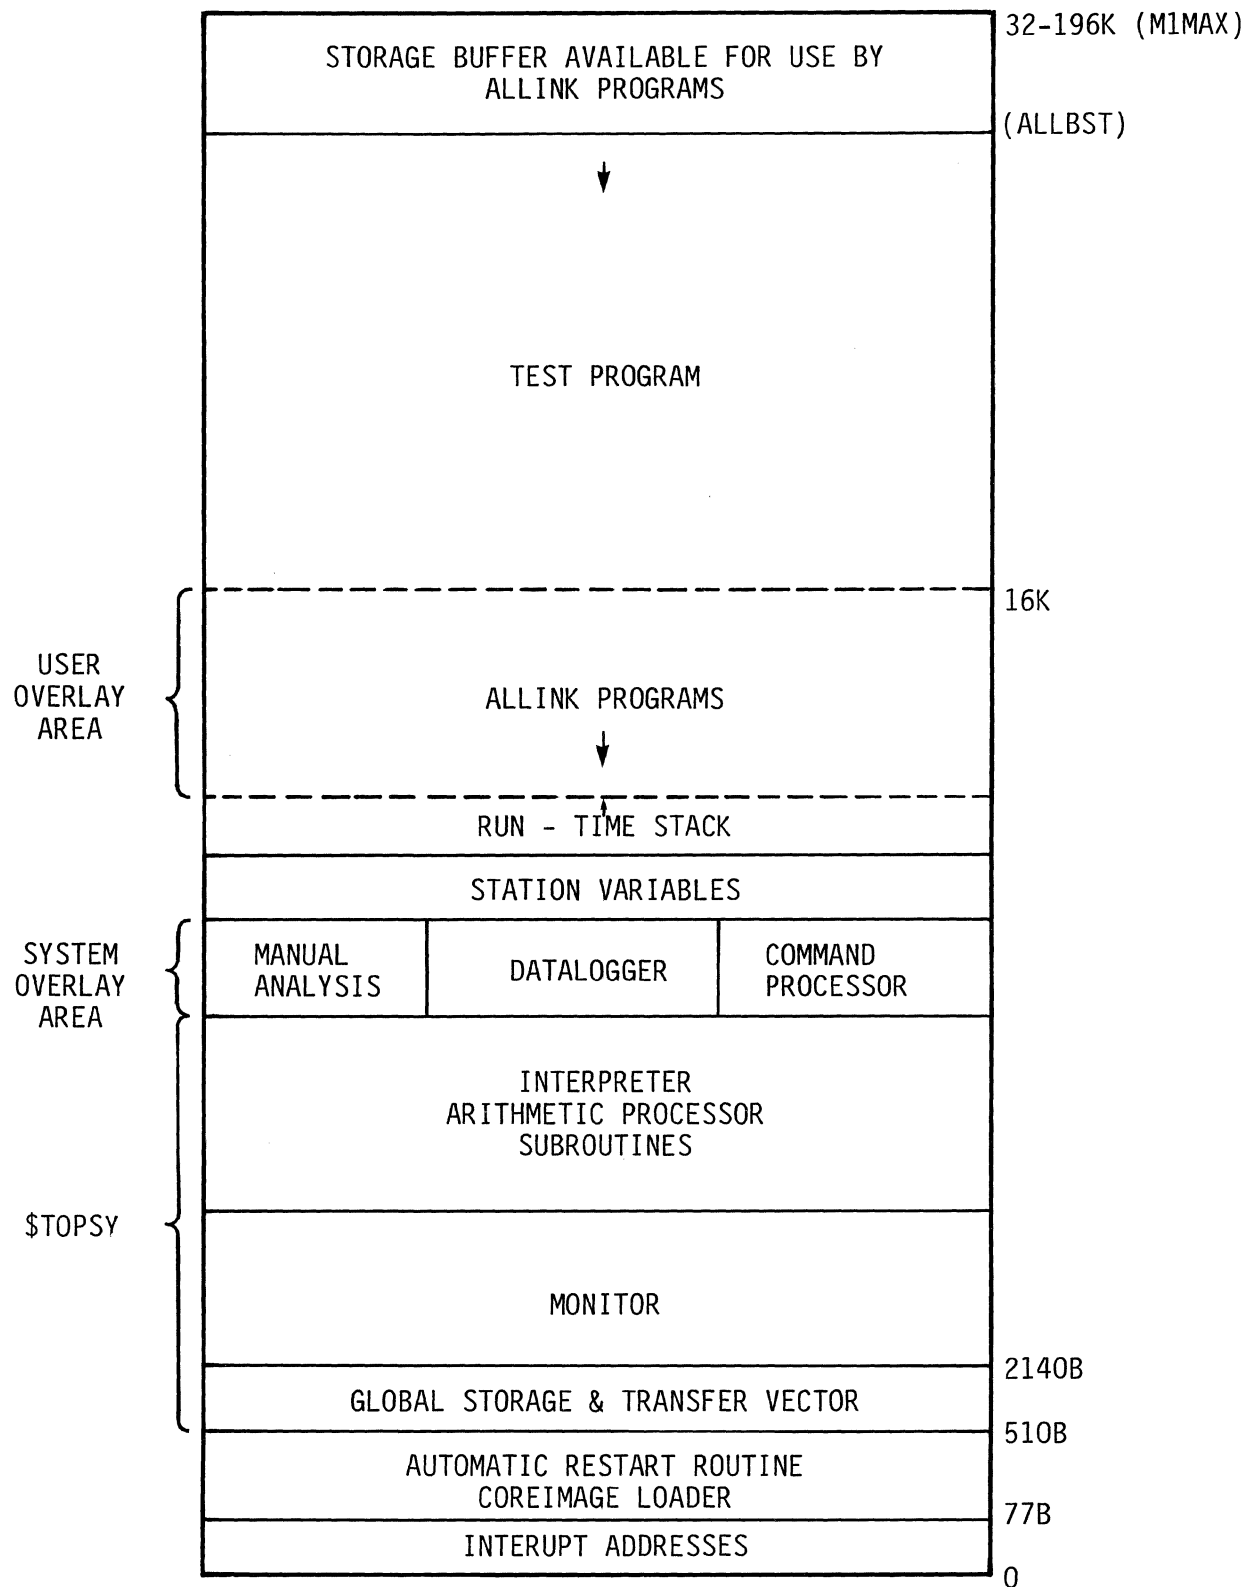 32-196K (M1MAX)
STORAGE BUFFER AVAILABLE FOR USE BY
ALLINK PROGRAMS
(ALLBST)
TEST PROGRAM
16K
USER
OVERLAY
AREA
ALLINK PROGRAMS
RUN - TIME STACK
STATION VARIABLES
SYSTEM
OVERLAY
AREA
MANUAL
ANALYSIS
DATALOGGER
COMMAND
PROCESSOR
INTERPRETER
ARITHMETIC PROCESSOR
SUBROUTINES
$TOPSY
MONITOR
2140B
GLOBAL STORAGE & TRANSFER VECTOR
510B
AUTOMATIC RESTART ROUTINE
COREIMAGE LOADER
77B
INTERUPT ADDRESSES
0